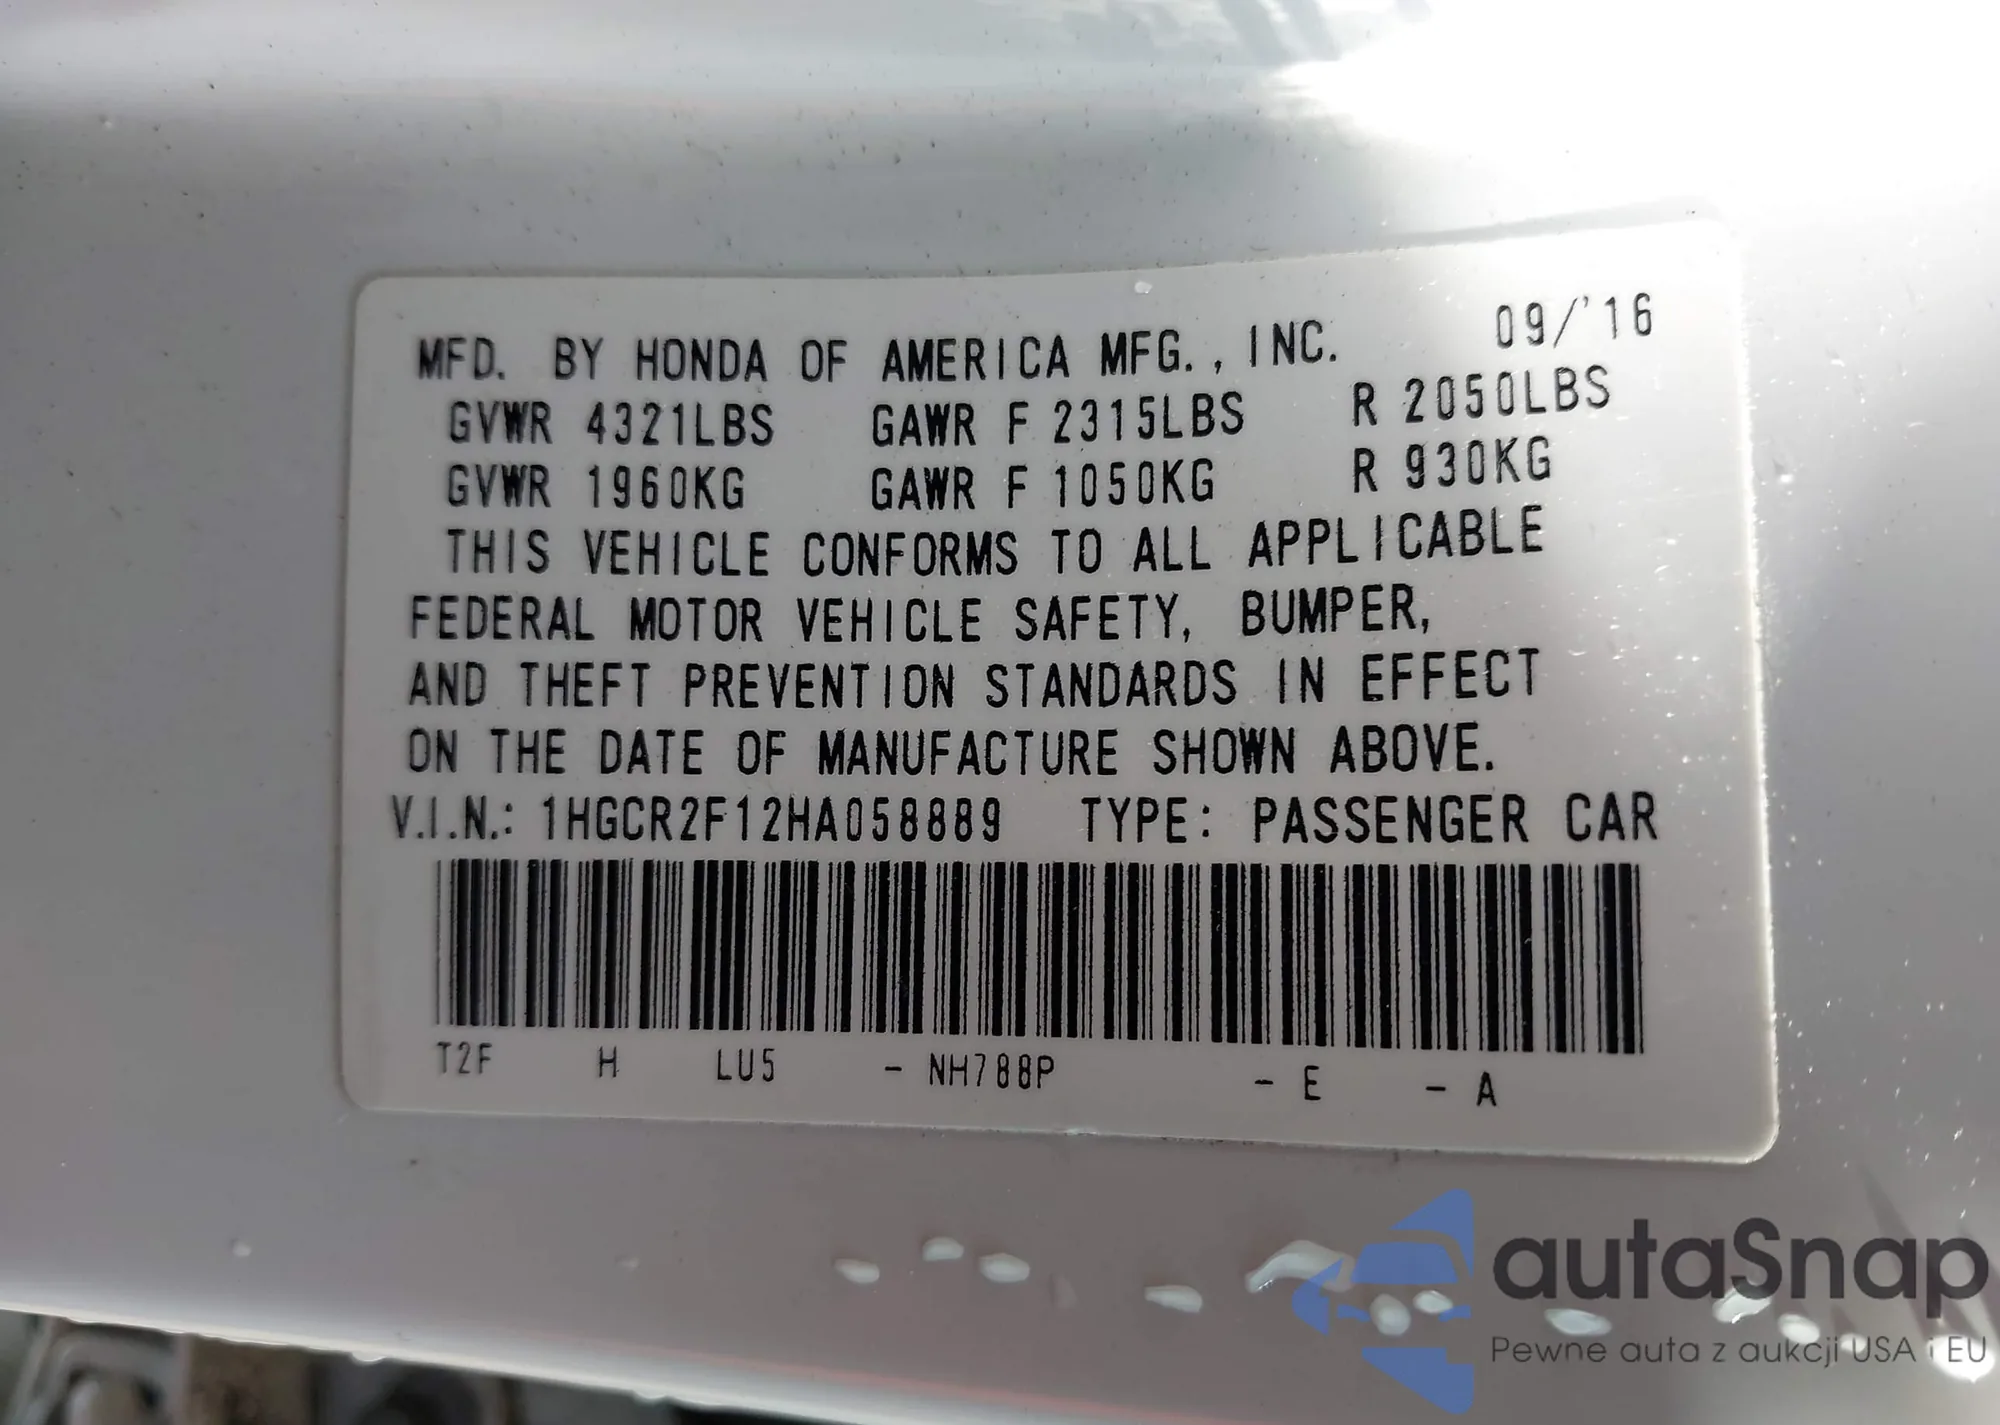 MFD. BY HONDA OF AMERICA MFG., INC. 09/'16
GVWR 4321LBS GAWR F 2315LBS R 2050LBS
GVWR 1960KG GAWR F 1050KG R 930KG
THIS VEHICLE CONFORMS TO ALL APPLICABLE
FEDERAL MOTOR VEHICLE SAFETY, BUMPER,
AND THEFT PREVENTION STANDARDS IN EFFECT
ON THE DATE OF MANUFACTURE SHOWN ABOVE.
V.I.N.: 1HGCR2F12HA058889 TYPE: PASSENGER CAR
T2F H LU5 - NH788P - E - A
autaSnap
Pewne auta z aukcji USA i EU